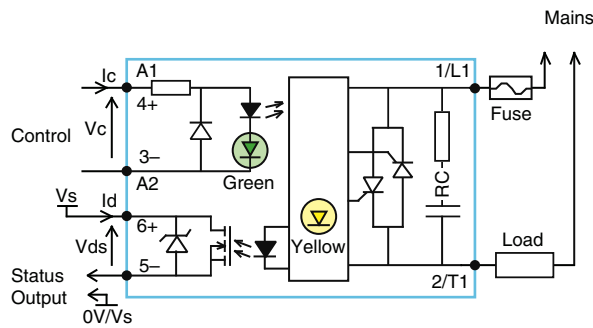 Mains
Ic
A1
4+
1/L1
Fuse
Control
Vc
3–
A2
Green
RC
Vs
Id
6+
Yellow
Load
Vds
5–
2/T1
Status
Output
0V/Vs